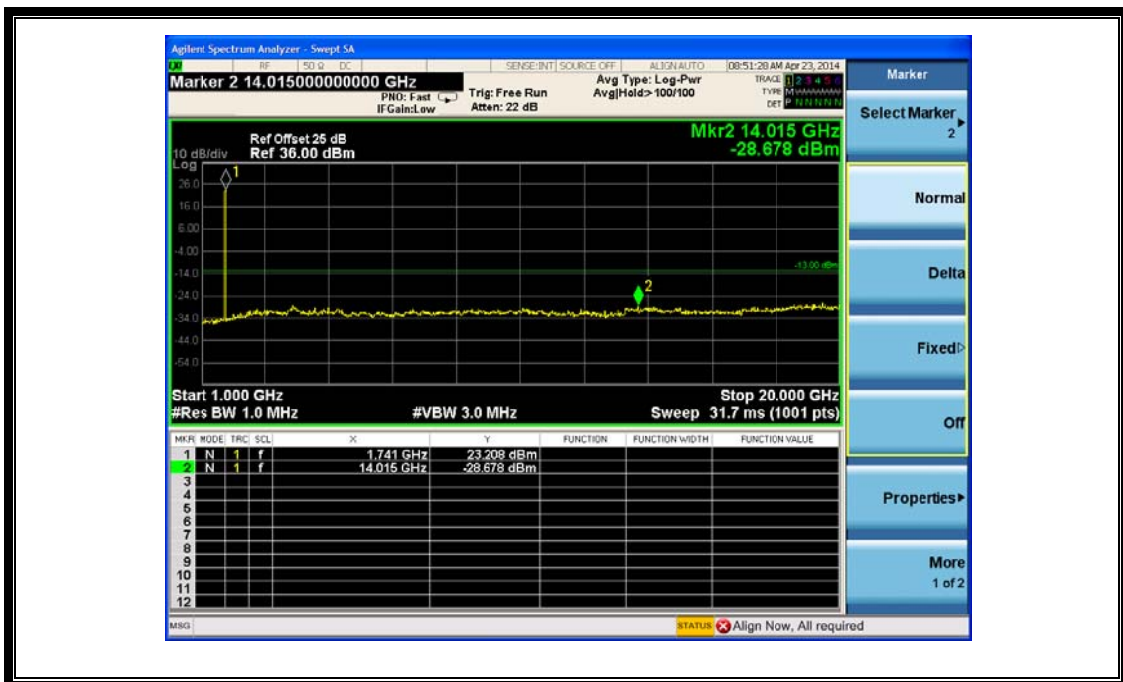 Agilent Spectrum Analyzer - Swept SA
RF 50 Ω DC SENSE:INT SOURCE OFF ALIGN AUTO 08:51:28 AM Apr 23, 2014
Marker 2 14.015000000000 GHz
PNO: Fast
IFGain:Low
Trig: Free Run
Atten: 22 dB
Avg Type: Log-Pwr
Avg|Hold>100/100
TRACE 1 2 3 4 5 6
TYPE M
DET P N N N N N
Ref Offset 25 dB
10 dB/div Ref 36.00 dBm
Log
Mkr2 14.015 GHz
-28.678 dBm
1
26.0
16.0
6.00
-4.00
-13.00 dBm
-14.0
2
-24.0
-34.0
-44.0
-54.0
Start 1.000 GHz Stop 20.000 GHz
#Res BW 1.0 MHz #VBW 3.0 MHz Sweep 31.7 ms (1001 pts)
MKR MODE TRC SCL X Y FUNCTION FUNCTION WIDTH FUNCTION VALUE
1 N 1 f 1.741 GHz 23.208 dBm
2 N 1 f 14.015 GHz -28.678 dBm
3
4
5
6
7
8
9
10
11
12
MSG STATUS Align Now, All required
Marker
Select Marker
2
Normal
Delta
Fixed
Off
Properties
More
1 of 2